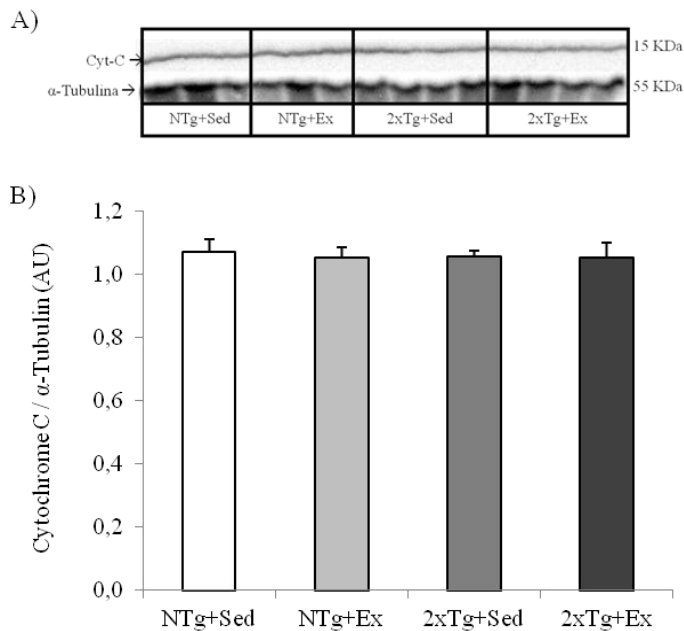 A)
Cyt-C→
15 KDa
α-Tubulina→
55 KDa
NTg+Sed NTg+Ex 2xTg+Sed 2xTg+Ex
B)
Cytochrome C / α-Tubulin (AU)
1,2
1,0
0,8
0,6
0,4
0,2
0,0
NTg+Sed NTg+Ex 2xTg+Sed 2xTg+Ex